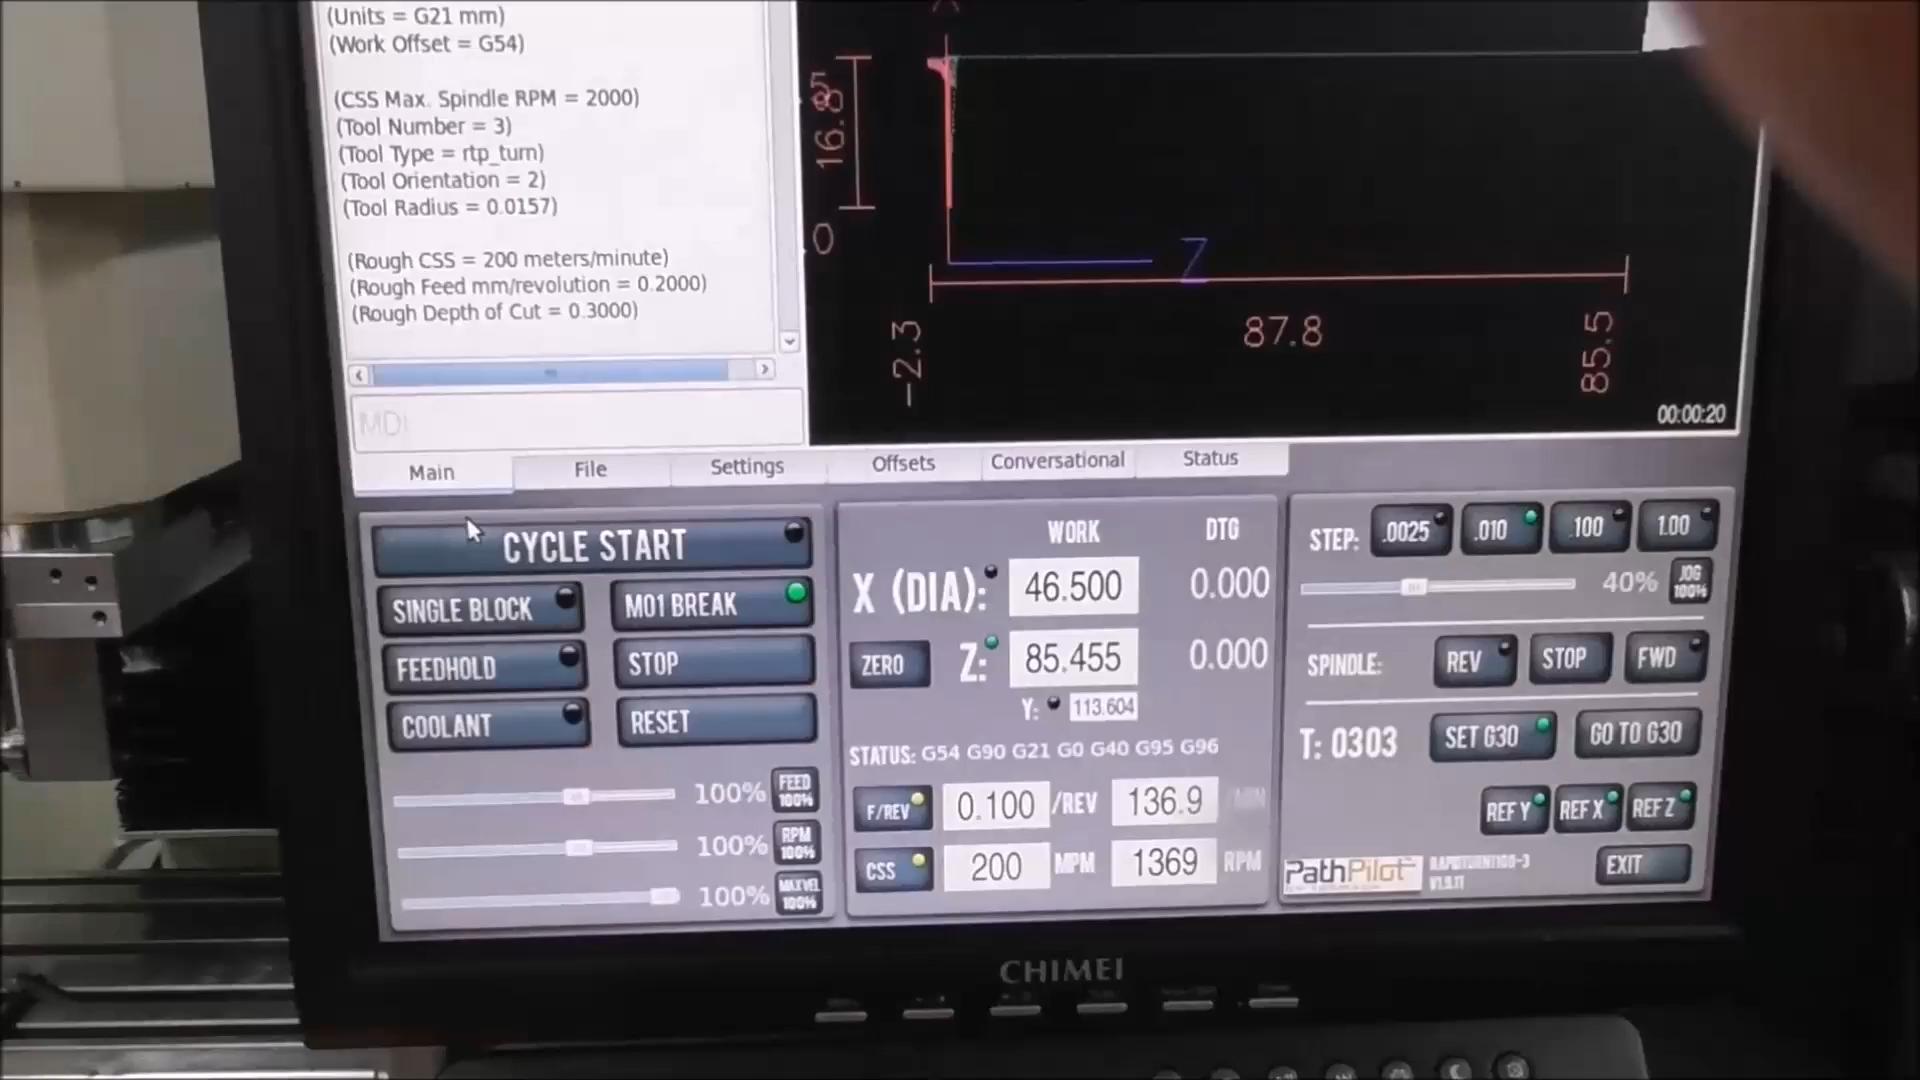 (Units = G21 mm)
(Work Offset = G54)
(CSS Max. Spindle RPM = 2000)
(Tool Number = 3)
(Tool Type = rtp_turn)
(Tool Orientation = 2)
(Tool Radius = 0.0157)
(Rough CSS = 200 meters/minute)
(Rough Feed mm/revolution = 0.2000)
(Rough Depth of Cut = 0.3000)
MDI
0
Z
-2.3
87.8
85.5
00:00:20
Main File Settings Offsets Conversational Status
CYCLE START
SINGLE BLOCK M01 BREAK
FEEDHOLD STOP
COOLANT RESET
100% FEED 100%
100% RPM 100%
100% MAXVEL 100%
WORK DTG
X (DIA): 46.500 0.000
ZERO Z: 85.455 0.000
Y: 113.604
STATUS: G54 G90 G21 G0 G40 G95 G96
F/REV 0.100 /REV 136.9 /MIN
CSS 200 MPM 1369 RPM
STEP: .0025 .010 .100 1.00
40% JOG 100%
SPINDLE: REV STOP FWD
T: 0303 SET G30 GO TO G30
REF Y REF X REF Z
PathPilot
EXIT
CHIMEI